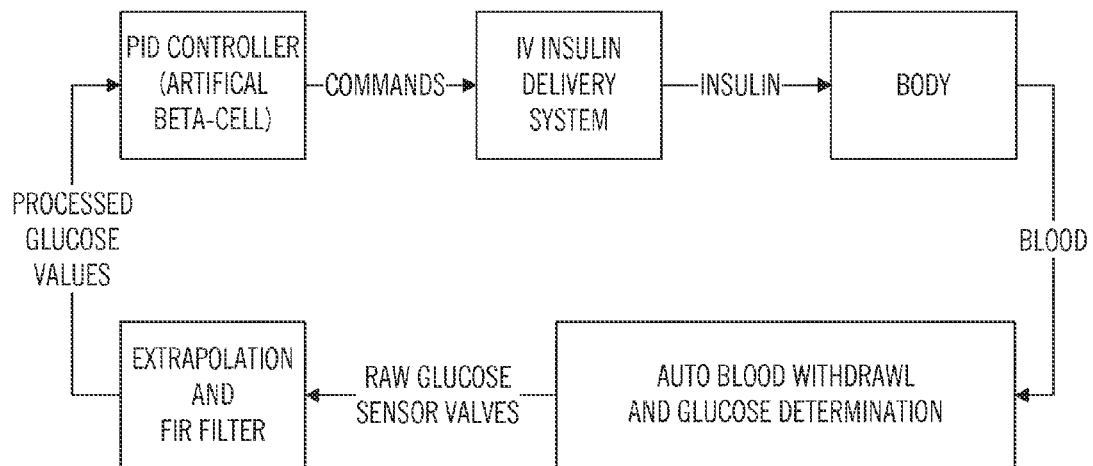 PID CONTROLLER
(ARTIFICAL
BETA-CELL)
COMMANDS
IV INSULIN
DELIVERY
SYSTEM
INSULIN
BODY
PROCESSED
GLUCOSE
VALUES
BLOOD
EXTRAPOLATION
AND
FIR FILTER
RAW GLUCOSE
SENSOR VALVES
AUTO BLOOD WITHDRAWL
AND GLUCOSE DETERMINATION